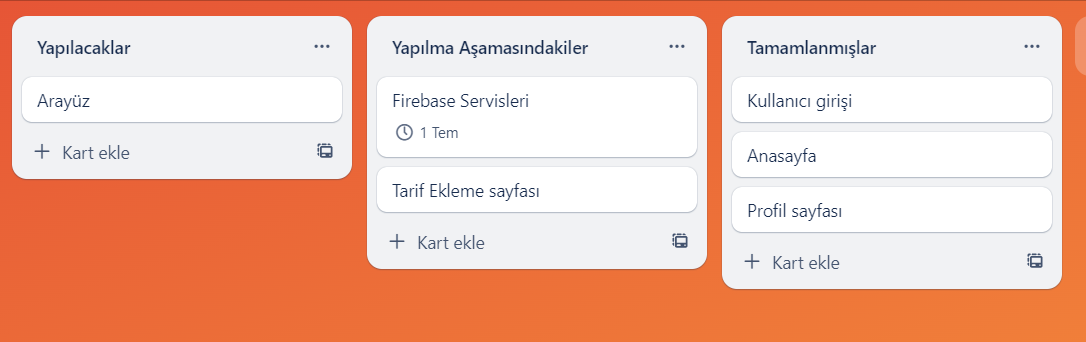 Yapılacaklar
Arayüz
Kart ekle
Yapılma Aşamasındakiler
Firebase Servisleri
1 Tem
Tarif Ekleme sayfası
Kart ekle
Tamamlanmışlar
Kullanıcı girişi
Anasayfa
Profil sayfası
Kart ekle